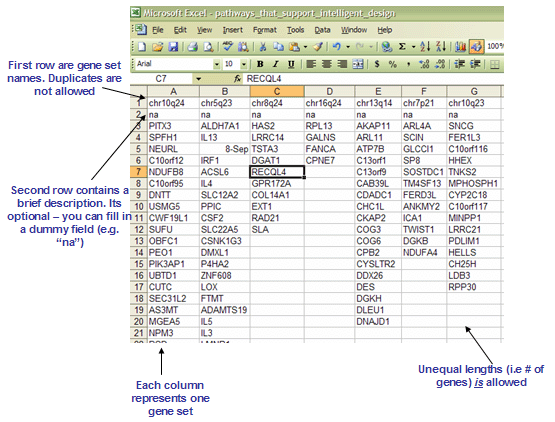 Microsoft Excel - pathways_that_support_intelligent_design
File Edit View Insert Format Tools Data Window Help
100%
Arial 10 B I U $ %
C7 fx RECQL4
A B C D E F G
1 chr10q24 chr5q23 chr8q24 chr16q24 chr13q14 chr7p21 chr10q23
2 na na na na na na na
3 PITX3 ALDH7A1 HAS2 RPL13 AKAP11 ARL4A SNCG
4 SPFH1 IL13 LRRC14 GALNS ARL11 SCIN FER1L3
5 NEURL 8-Sep TSTA3 FANCA ATP7B GLCCI1 C10orf116
6 C10orf12 IRF1 DGAT1 CPNE7 C13orf1 SP8 HHEX
7 NDUFB8 ACSL6 RECQL4 C13orf9 SOSTDC1 TNKS2
8 C10orf95 IL4 GPR172A CAB39L TM4SF13 MPHOSPH1
9 DNTT SLC12A2 COL14A1 CDADC1 FERD3L CYP2C18
10 USMG5 PPIC EXT1 CHC1L ANKMY2 C10orf117
11 CWF19L1 CSF2 RAD21 CKAP2 ICA1 MINPP1
12 SUFU SLC22A5 SLA COG3 TWIST1 LRRC21
13 OBFC1 CSNK1G3 COG6 DGKB PDLIM1
14 PEO1 DMXL1 CPB2 NDUFA4 HELLS
15 PIK3AP1 P4HA2 CYSLTR2 CH25H
16 UBTD1 ZNF608 DDX26 LDB3
17 CUTC LOX DES RPP30
18 SEC31L2 FTMT DGKH
19 AS3MT ADAMTS19 DLEU1
20 MGEA5 IL5 DNAJD1
21 NPM3 IL3
First row are gene set
names. Duplicates are
not allowed
Second row contains a
brief description. Its
optional – you can fill in
a dummy field (e.g.
“na”)
Each column
represents one
gene set
Unequal lengths (i.e # of
genes) is allowed